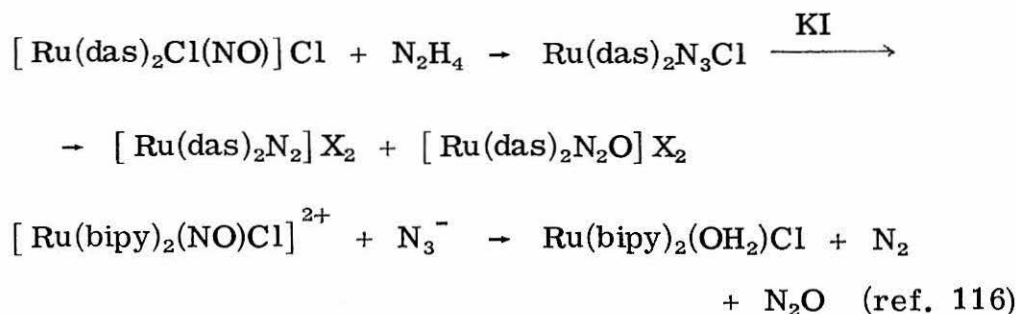 [Ru(das)₂Cl(NO)]Cl + N₂H₄ → Ru(das)₂N₃Cl KI→
→ [Ru(das)₂N₂]X₂ + [Ru(das)₂N₂O]X₂
[Ru(bipy)₂(NO)Cl]²⁺ + N₃⁻ → Ru(bipy)₂(OH₂)Cl + N₂
+ N₂O (ref. 116)